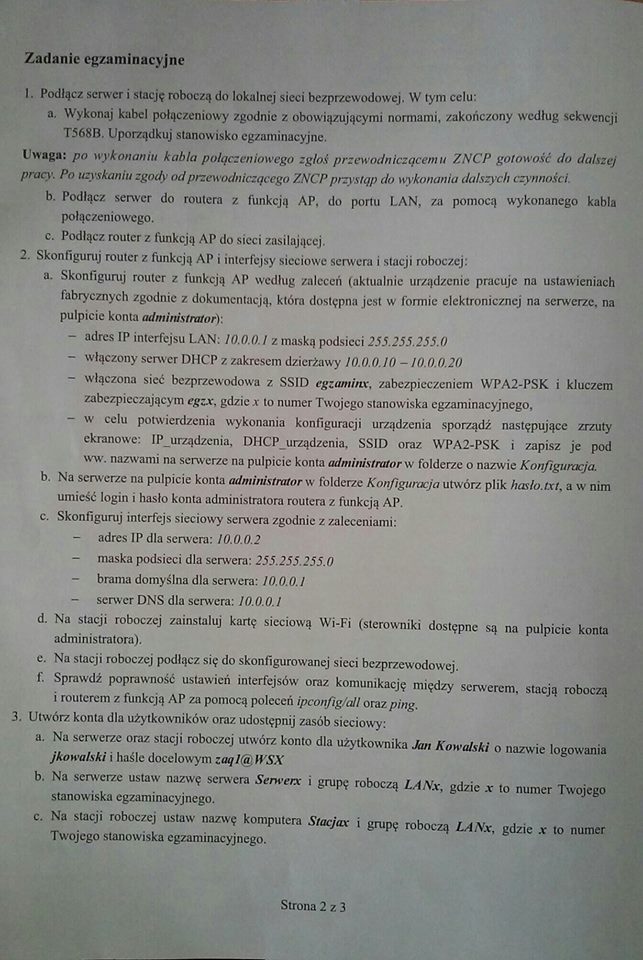 Zadanie egzaminacyjne
1. Podłącz serwer i stację roboczą do lokalnej sieci bezprzewodowej. W tym celu:
a. Wykonaj kabel połączeniowy zgodnie z obowiązującymi normami, zakończony według sekwencji
T568B. Uporządkuj stanowisko egzaminacyjne.
Uwaga: po wykonaniu kabla połączeniowego zgłoś przewodniczącemu ZNCP gotowość do dalszej
pracy. Po uzyskaniu zgody od przewodniczącego ZNCP przystąp do wykonania dalszych czynności.
b. Podłącz serwer do routera z funkcją AP, do portu LAN, za pomocą wykonanego kabla
połączeniowego.
c. Podłącz router z funkcją AP do sieci zasilającej.
2. Skonfiguruj router z funkcją AP i interfejsy sieciowe serwera i stacji roboczej:
a. Skonfiguruj router z funkcją AP według zaleceń (aktualnie urządzenie pracuje na ustawieniach
fabrycznych zgodnie z dokumentacją, która dostępna jest w formie elektronicznej na serwerze, na
pulpicie konta administrator):
− adres IP interfejsu LAN: 10.0.0.1 z maską podsieci 255.255.255.0
− włączony serwer DHCP z zakresem dzierżawy 10.0.0.10 – 10.0.0.20
− włączona sieć bezprzewodowa z SSID egzaminx, zabezpieczeniem WPA2-PSK i kluczem
zabezpieczającym egzx, gdzie x to numer Twojego stanowiska egzaminacyjnego,
− w celu potwierdzenia wykonania konfiguracji urządzenia sporządź następujące zrzuty
ekranowe: IP_urządzenia, DHCP_urządzenia, SSID oraz WPA2-PSK i zapisz je pod
ww. nazwami na serwerze na pulpicie konta administrator w folderze o nazwie Konfiguracja.
b. Na serwerze na pulpicie konta administrator w folderze Konfiguracja utwórz plik hasło.txt, a w nim
umieść login i hasło konta administratora routera z funkcją AP.
c. Skonfiguruj interfejs sieciowy serwera zgodnie z zaleceniami:
− adres IP dla serwera: 10.0.0.2
− maska podsieci dla serwera: 255.255.255.0
− brama domyślna dla serwera: 10.0.0.1
− serwer DNS dla serwera: 10.0.0.1
d. Na stacji roboczej zainstaluj kartę sieciową Wi-Fi (sterowniki dostępne są na pulpicie konta
administratora).
e. Na stacji roboczej podłącz się do skonfigurowanej sieci bezprzewodowej.
f. Sprawdź poprawność ustawień interfejsów oraz komunikację między serwerem, stacją roboczą
i routerem z funkcją AP za pomocą poleceń ipconfig/all oraz ping.
3. Utwórz konta dla użytkowników oraz udostępnij zasób sieciowy:
a. Na serwerze oraz stacji roboczej utwórz konto dla użytkownika Jan Kowalski o nazwie logowania
jkowalski i haśle docelowym zaq1@WSX
b. Na serwerze ustaw nazwę serwera Serwerx i grupę roboczą LANx, gdzie x to numer Twojego
stanowiska egzaminacyjnego.
c. Na stacji roboczej ustaw nazwę komputera Stacjax i grupę roboczą LANx, gdzie x to numer
Twojego stanowiska egzaminacyjnego.
Strona 2 z 3